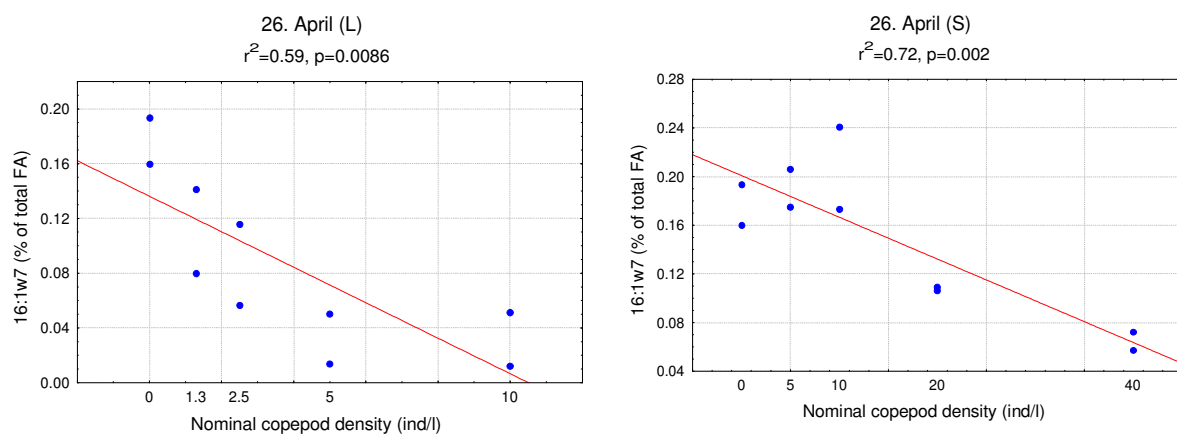 26. April (L)
r²=0.59, p=0.0086
16:1w7 (% of total FA)
0.20
0.16
0.12
0.08
0.04
0.00
0 1.3 2.5 5 10
Nominal copepod density (ind/l)
26. April (S)
r²=0.72, p=0.002
16:1w7 (% of total FA)
0.28
0.24
0.20
0.16
0.12
0.08
0.04
0 5 10 20 40
Nominal copepod density (ind/l)